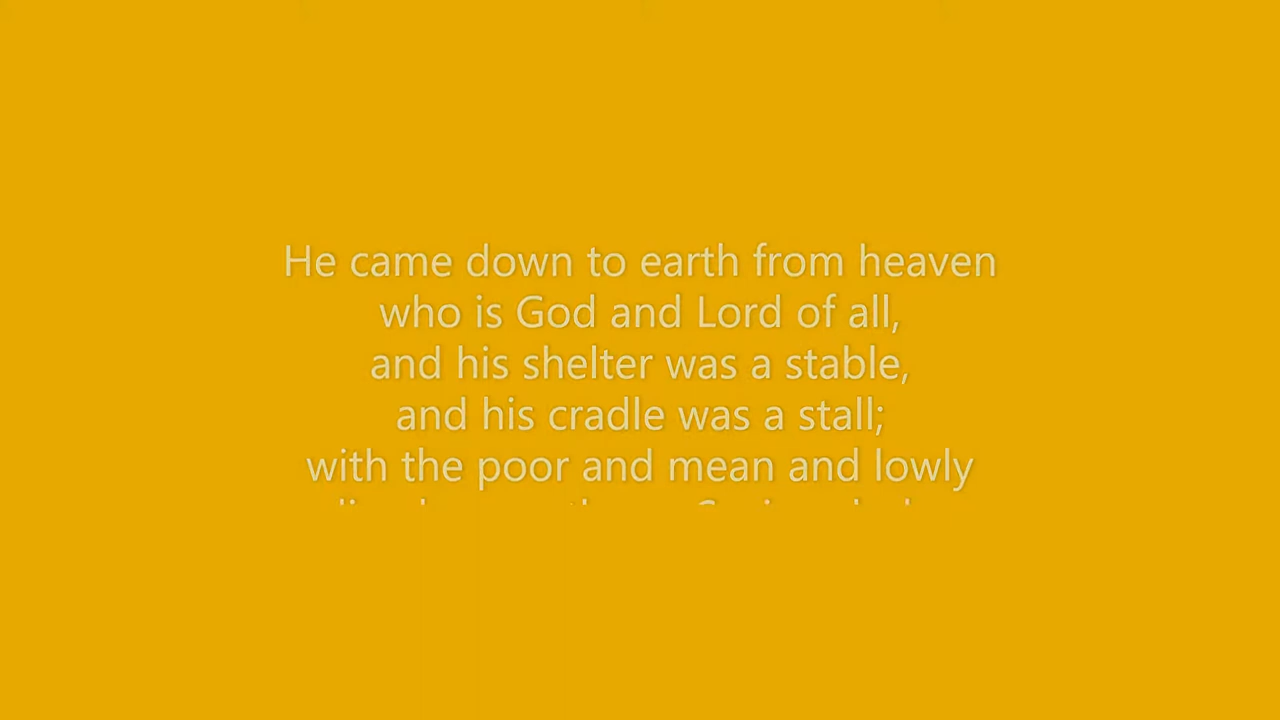 He came down to earth from heaven
who is God and Lord of all,
and his shelter was a stable,
and his cradle was a stall;
with the poor and mean and lowly